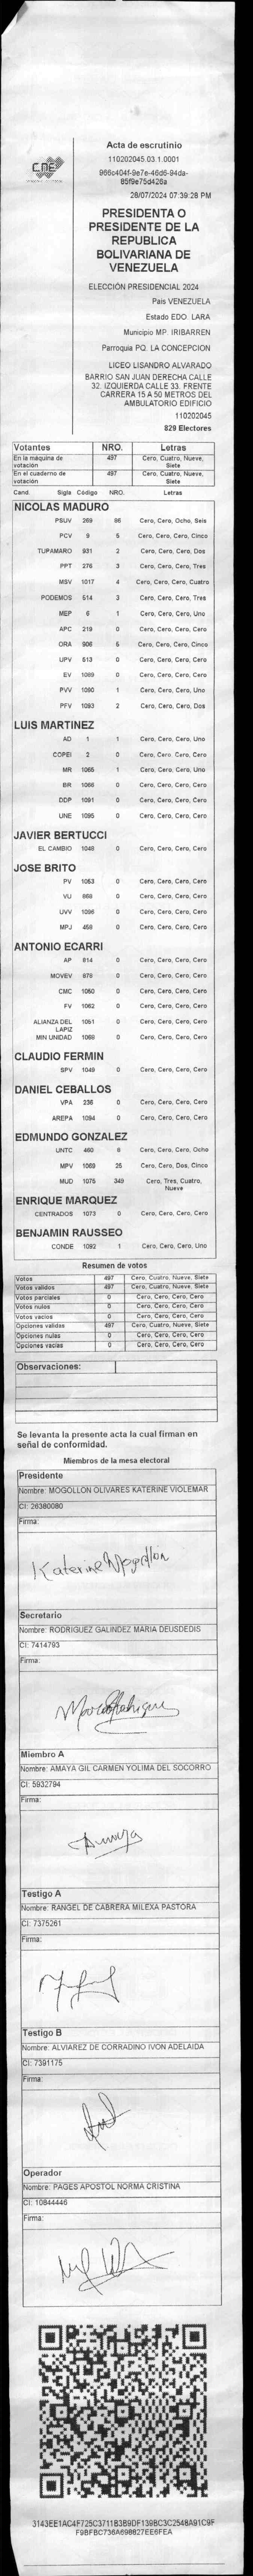 CNE
Acta de escrutinio
110202045.03.1.0001
28/07/2024 07:39:28 PM
PRESIDENTA O
PRESIDENTE DE LA
REPUBLICA
BOLIVARIANA DE
VENEZUELA
ELECCIÓN PRESIDENCIAL 2024
País VENEZUELA
Estado EDO. LARA
Municipio MP. IRIBARREN
Parroquia PQ. LA CONCEPCION
LICEO LISANDRO ALVARADO
BARRIO SAN JUAN DERECHA CALLE
32. IZQUIERDA CALLE 33. FRENTE
CARRERA 15 A 50 METROS DEL
AMBULATORIO EDIFICIO
110202045
829 Electores
Votantes NRO. Letras
En la máquina de votación 497 Cero, Cuatro, Nueve, Siete
En el cuaderno de votación 497 Cero, Cuatro, Nueve, Siete
Cand. Sigla Código NRO. Letras
NICOLAS MADURO
PSUV 269 86 Cero, Cero, Ocho, Seis
PCV 9 5 Cero, Cero, Cero, Cinco
TUPAMARO 931 2 Cero, Cero, Cero, Dos
PPT 276 3 Cero, Cero, Cero, Tres
MSV 1017 4 Cero, Cero, Cero, Cuatro
PODEMOS 514 3 Cero, Cero, Cero, Tres
MEP 6 1 Cero, Cero, Cero, Uno
APC 219 0 Cero, Cero, Cero, Cero
ORA 906 5 Cero, Cero, Cero, Cinco
UPV 513 0 Cero, Cero, Cero, Cero
EV 1089 0 Cero, Cero, Cero, Cero
PVV 1090 1 Cero, Cero, Cero, Uno
PFV 1093 2 Cero, Cero, Cero, Dos
LUIS MARTINEZ
AD 1 1 Cero, Cero, Cero, Uno
COPEI 2 0 Cero, Cero, Cero, Cero
MR 1065 1 Cero, Cero, Cero, Uno
BR 1066 0 Cero, Cero, Cero, Cero
DDP 1091 0 Cero, Cero, Cero, Cero
UNE 1095 0 Cero, Cero, Cero, Cero
JAVIER BERTUCCI
EL CAMBIO 1048 0 Cero, Cero, Cero, Cero
JOSE BRITO
PV 1053 0 Cero, Cero, Cero, Cero
VU 868 0 Cero, Cero, Cero, Cero
UVV 1096 0 Cero, Cero, Cero, Cero
MPJ 458 0 Cero, Cero, Cero, Cero
ANTONIO ECARRI
AP 814 0 Cero, Cero, Cero, Cero
MOVEV 878 0 Cero, Cero, Cero, Cero
CMC 1050 0 Cero, Cero, Cero, Cero
FV 1062 0 Cero, Cero, Cero, Cero
ALIANZA DEL LAPIZ 1051 0 Cero, Cero, Cero, Cero
MIN UNIDAD 1068 0 Cero, Cero, Cero, Cero
CLAUDIO FERMIN
SPV 1049 0 Cero, Cero, Cero, Cero
DANIEL CEBALLOS
VPA 236 0 Cero, Cero, Cero, Cero
AREPA 1094 0 Cero, Cero, Cero, Cero
EDMUNDO GONZALEZ
UNTC 460 8 Cero, Cero, Cero, Ocho
MPV 1069 25 Cero, Cero, Dos, Cinco
MUD 1075 349 Cero, Tres, Cuatro, Nueve
ENRIQUE MARQUEZ
CENTRADOS 1073 0 Cero, Cero, Cero, Cero
BENJAMIN RAUSSEO
CONDE 1092 1 Cero, Cero, Cero, Uno
Resumen de votos
Votos 497 Cero, Cuatro, Nueve, Siete
Votos validos 497 Cero, Cuatro, Nueve, Siete
Votos parciales 0 Cero, Cero, Cero, Cero
Votos nulos 0 Cero, Cero, Cero, Cero
Votos vacios 0 Cero, Cero, Cero, Cero
Opciones validas 497 Cero, Cuatro, Nueve, Siete
Opciones nulas 0 Cero, Cero, Cero, Cero
Opciones vacias 0 Cero, Cero, Cero, Cero
Observaciones:
Se levanta la presente acta la cual firman en
señal de conformidad.
Miembros de la mesa electoral
Presidente
Nombre: MOGOLLON OLIVARES KATERINE VIOLEMAR
CI: 26380080
Firma:
Katerine Mogollon
Secretario
Nombre: RODRIGUEZ GALINDEZ MARIA DEUSDEDIS
CI: 7414793
Firma:
Miembro A
Nombre: AMAYA GIL CARMEN YOLIMA DEL SOCORRO
CI: 5932794
Firma:
Testigo A
Nombre: RANGEL DE CABRERA MILEXA PASTORA
CI: 7375261
Firma:
Testigo B
Nombre: ALVIAREZ DE CORRADINO IVON ADELAIDA
CI: 7391175
Firma:
Operador
Nombre: PAGES APOSTOL NORMA CRISTINA
CI: 10844446
Firma: